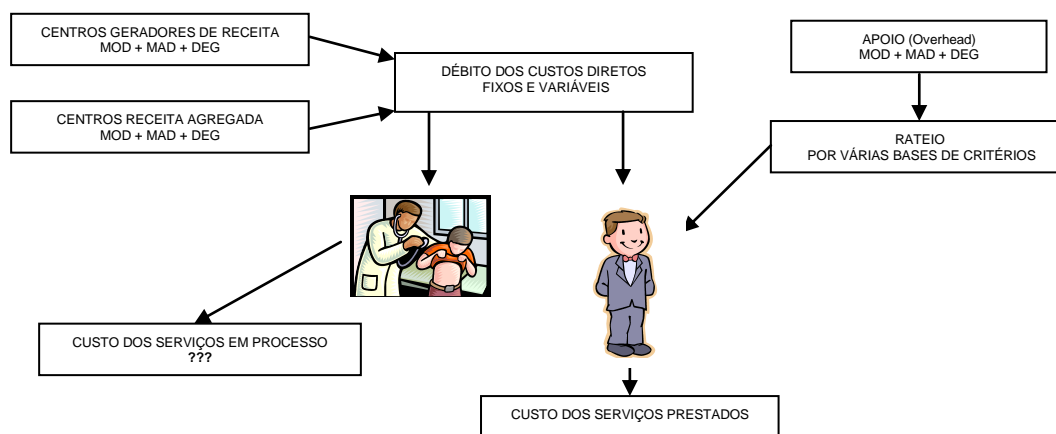 CENTROS GERADORES DE RECEITA
MOD + MAD + DEG
APOIO (Overhead)
MOD + MAD + DEG
DÉBITO DOS CUSTOS DIRETOS
FIXOS E VARIÁVEIS
CENTROS RECEITA AGREGADA
MOD + MAD + DEG
RATEIO
POR VÁRIAS BASES DE CRITÉRIOS
CUSTO DOS SERVIÇOS EM PROCESSO
???
CUSTO DOS SERVIÇOS PRESTADOS